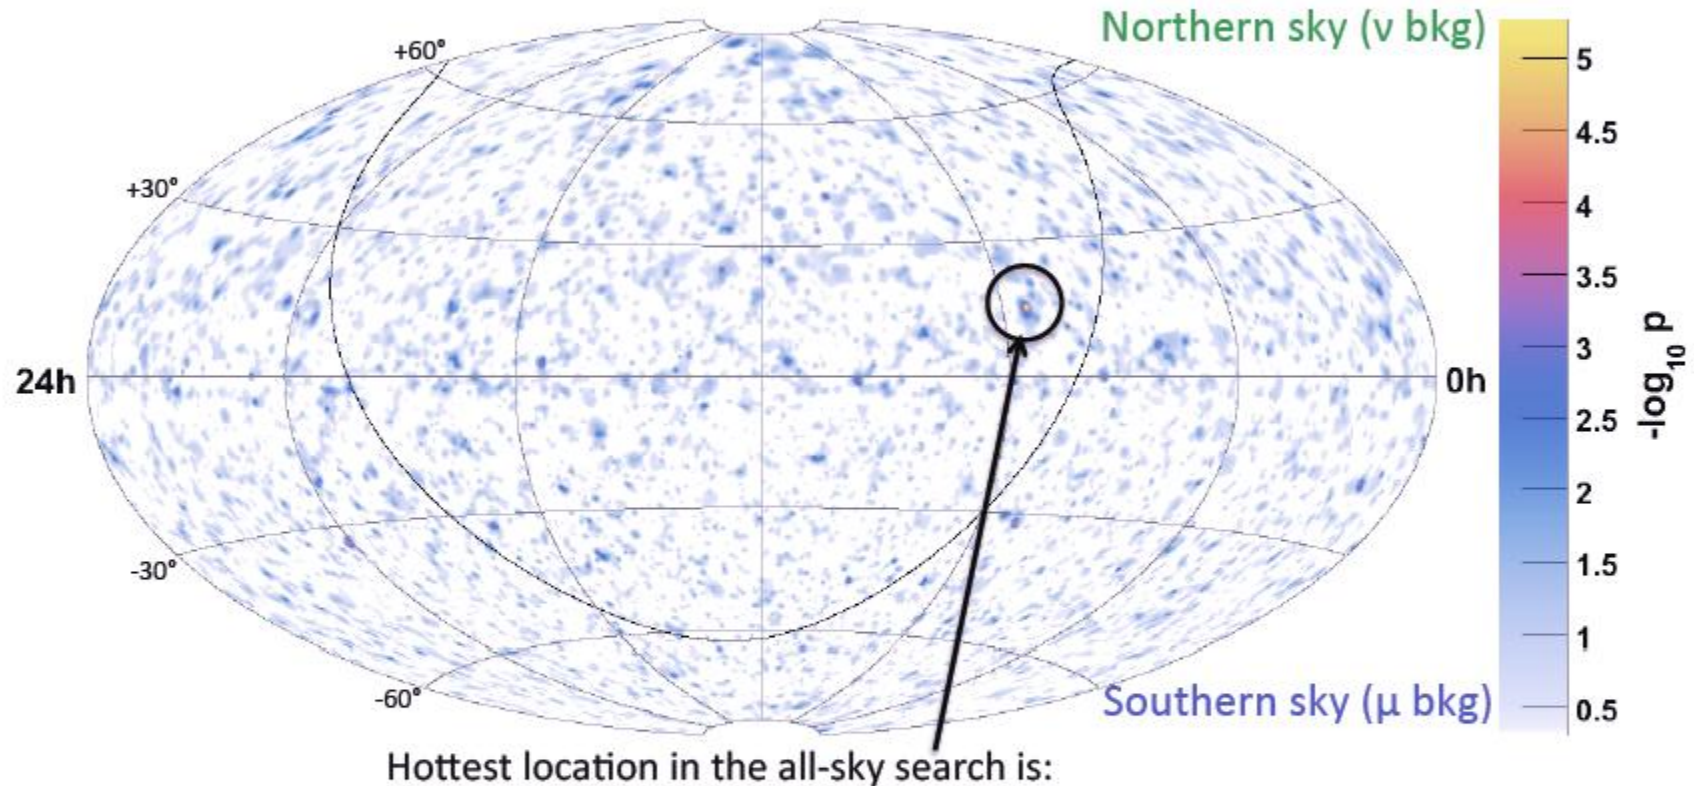 Northern sky (ν bkg)
+60°
5
4.5
+30°
4
3.5
3
-log10 p
24h
0h
2.5
2
1.5
-30°
1
-60°
Southern sky (μ bkg)
0.5
Hottest location in the all-sky search is: